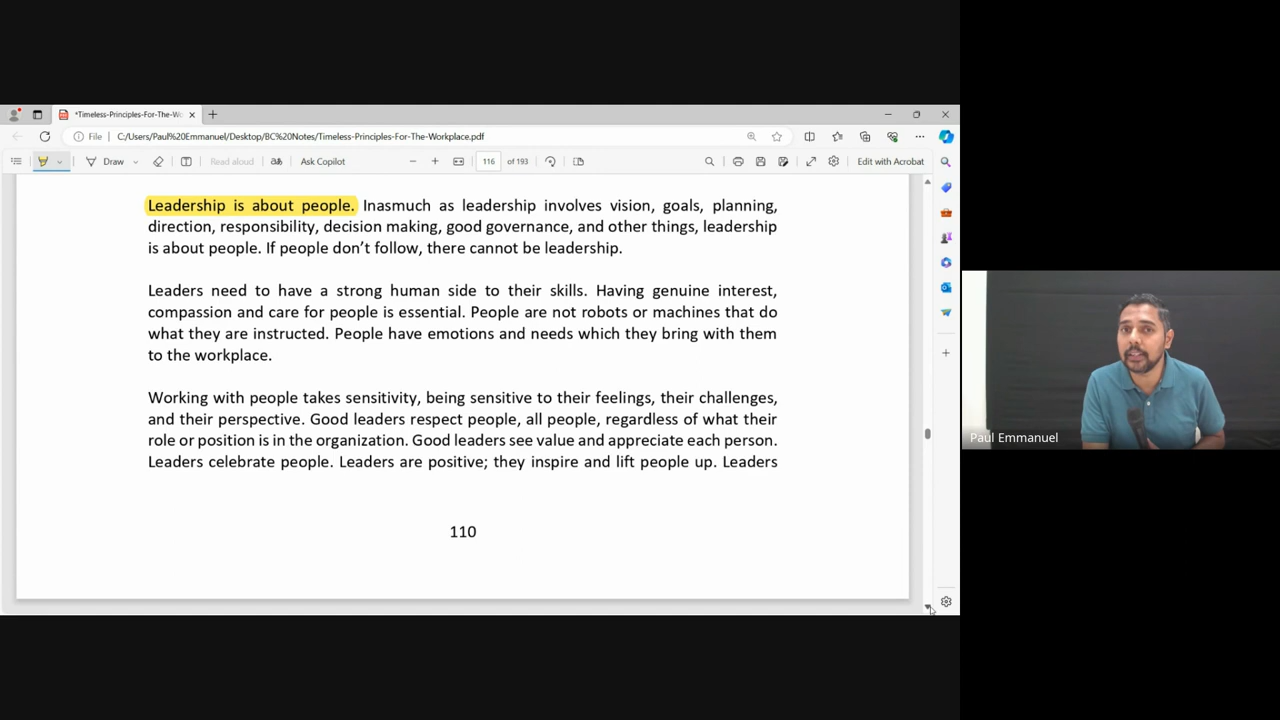 *Timeless-Principles-For-The-Wo
File C:/Users/Paul%20Emmanuel/Desktop/BC%20Notes/Timeless-Principles-For-The-Workplace.pdf
Draw Read aloud Ask Copilot 116 of 193 Edit with Acrobat
Leadership is about people. Inasmuch as leadership involves vision, goals, planning,
direction, responsibility, decision making, good governance, and other things, leadership
is about people. If people don’t follow, there cannot be leadership.
Leaders need to have a strong human side to their skills. Having genuine interest,
compassion and care for people is essential. People are not robots or machines that do
what they are instructed. People have emotions and needs which they bring with them
to the workplace.
Working with people takes sensitivity, being sensitive to their feelings, their challenges,
and their perspective. Good leaders respect people, all people, regardless of what their
role or position is in the organization. Good leaders see value and appreciate each person.
Leaders celebrate people. Leaders are positive; they inspire and lift people up. Leaders
110
Paul Emmanuel